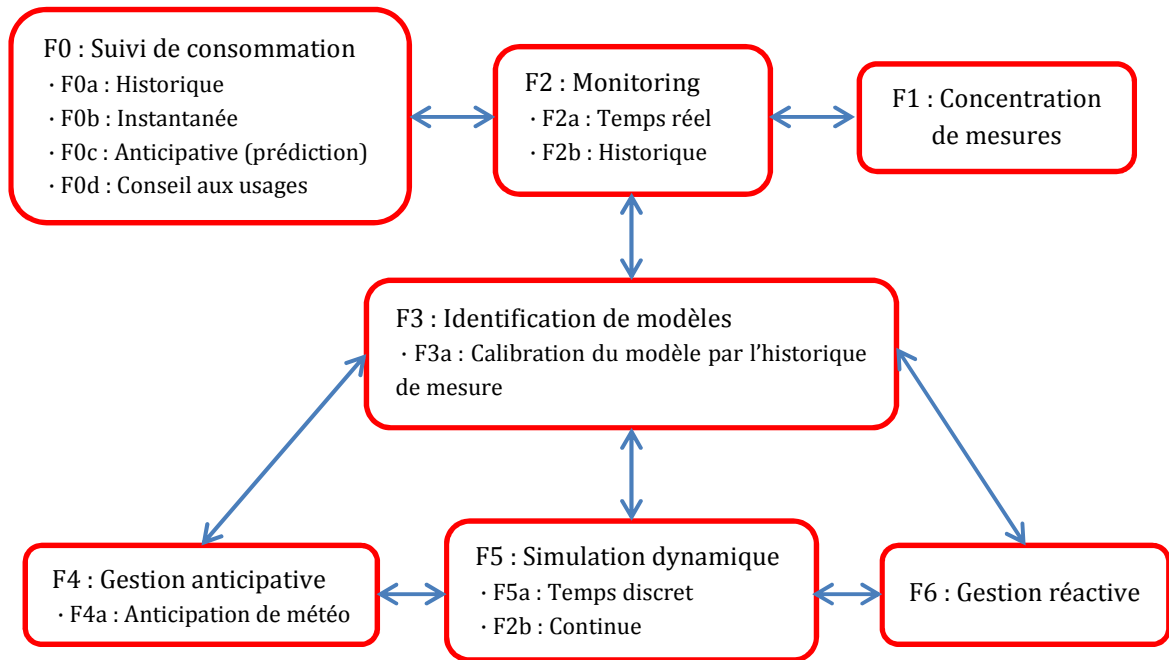 F0 : Suivi de consommation
· F0a : Historique
· F0b : Instantanée
· F0c : Anticipative (prédiction)
· F0d : Conseil aux usages
F2 : Monitoring
· F2a : Temps réel
· F2b : Historique
F1 : Concentration
de mesures
F3 : Identification de modèles
· F3a : Calibration du modèle par l’historique
de mesure
F4 : Gestion anticipative
· F4a : Anticipation de météo
F5 : Simulation dynamique
· F5a : Temps discret
· F2b : Continue
F6 : Gestion réactive